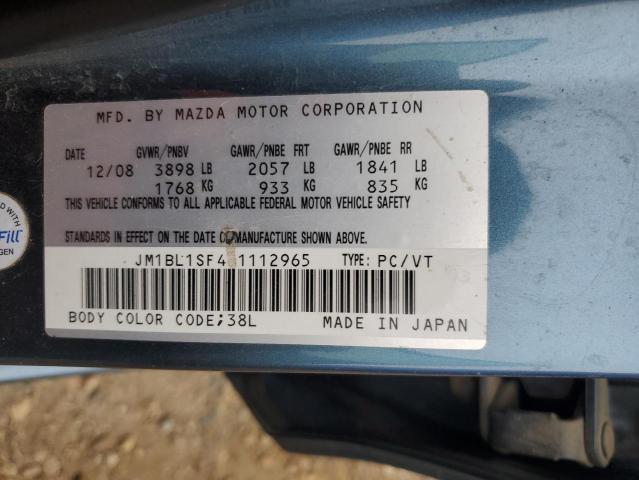 MFD. BY MAZDA MOTOR CORPORATION
DATE GVWR/PNBV GAWR/PNBE FRT GAWR/PNBE RR
12/08 3898 LB 2057 LB 1841 LB
1768 KG 933 KG 835 KG
THIS VEHICLE CONFORMS TO ALL APPLICABLE FEDERAL MOTOR VEHICLE SAFETY
STANDARDS IN EFFECT ON THE DATE OF MANUFACTURE SHOWN ABOVE.
JM1BL1SF4 1112965 TYPE: PC/VT
BODY COLOR CODE;38L MADE IN JAPAN
WITH
Fill
GEN